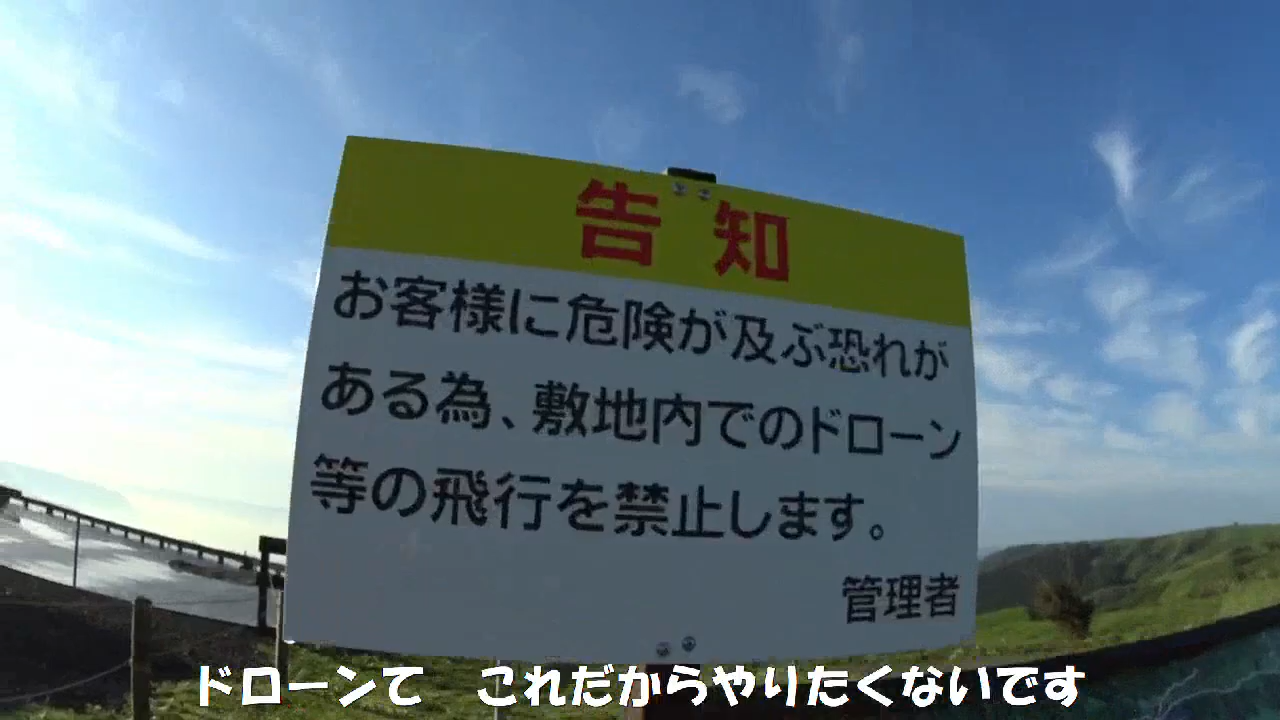 告知
お客様に危険が及ぶ恐れが
ある為、敷地内でのドローン
等の飛行を禁止します。
管理者
ドローンて　これだからやりたくないです